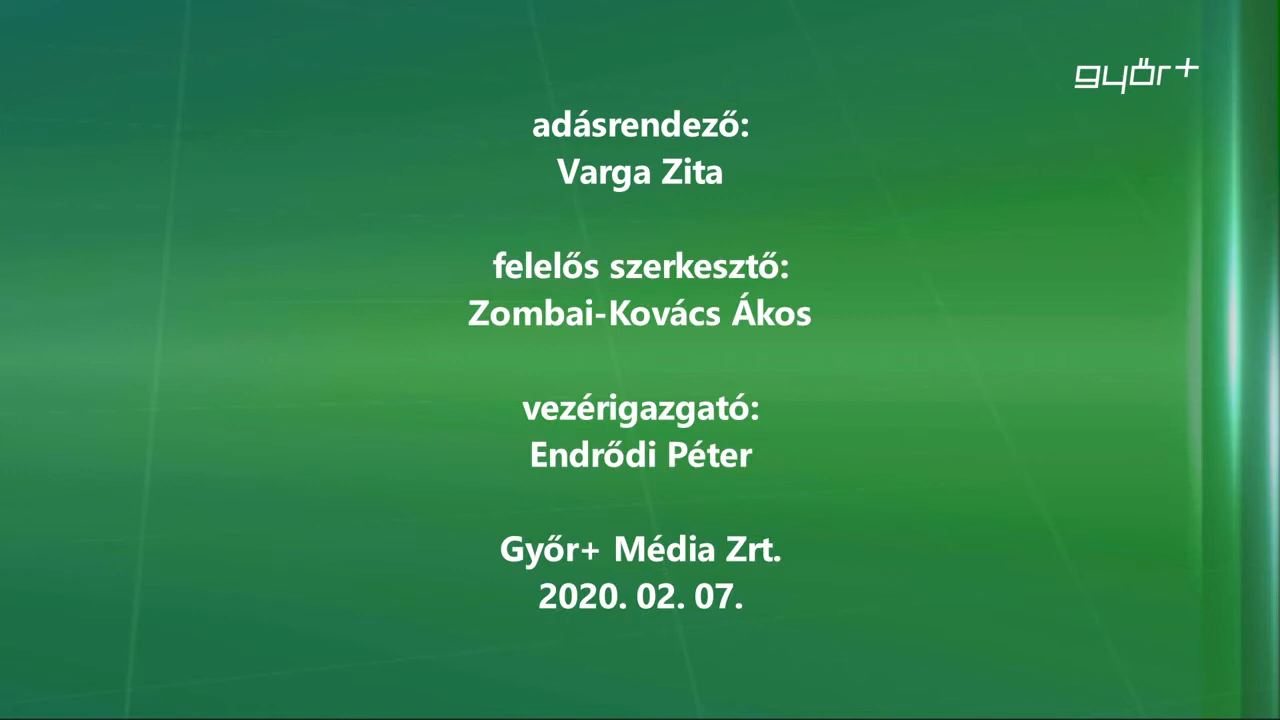 győr+
adásrendező:
Varga Zita
felelős szerkesztő:
Zombai-Kovács Ákos
vezérigazgató:
Endrődi Péter
Győr+ Média Zrt.
2020. 02. 07.